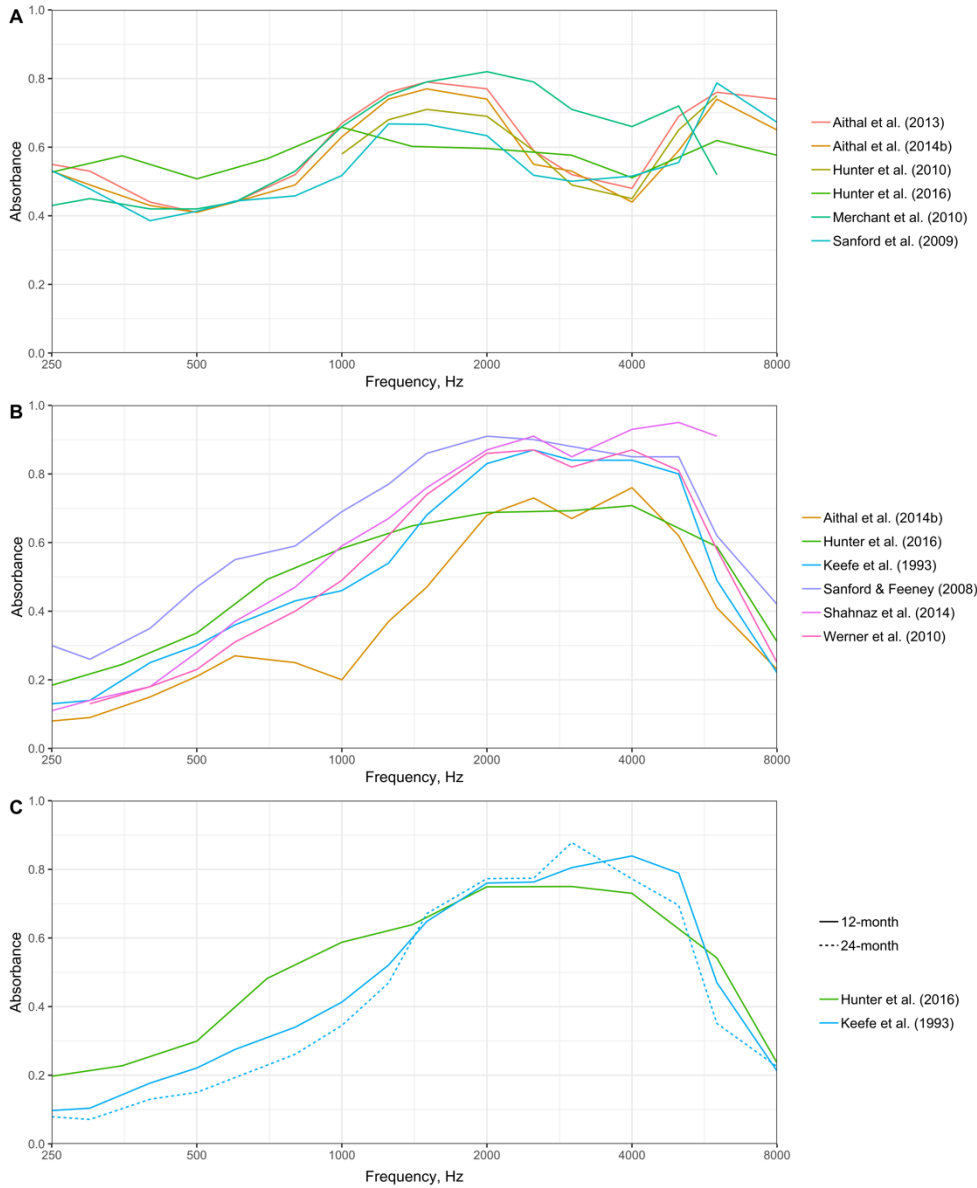 A
1.0
0.8
0.6
0.4
0.2
0.0
Absorbance
250
500
1000
2000
4000
8000
Frequency, Hz
Aithal et al. (2013)
Aithal et al. (2014b)
Hunter et al. (2010)
Hunter et al. (2016)
Merchant et al. (2010)
Sanford et al. (2009)
B
1.0
0.8
0.6
0.4
0.2
0.0
Absorbance
250
500
1000
2000
4000
8000
Frequency, Hz
Aithal et al. (2014b)
Hunter et al. (2016)
Keefe et al. (1993)
Sanford & Feeney (2008)
Shahnaz et al. (2014)
Werner et al. (2010)
C
1.0
0.8
0.6
0.4
0.2
0.0
Absorbance
250
500
1000
2000
4000
8000
Frequency, Hz
12-month
24-month
Hunter et al. (2016)
Keefe et al. (1993)